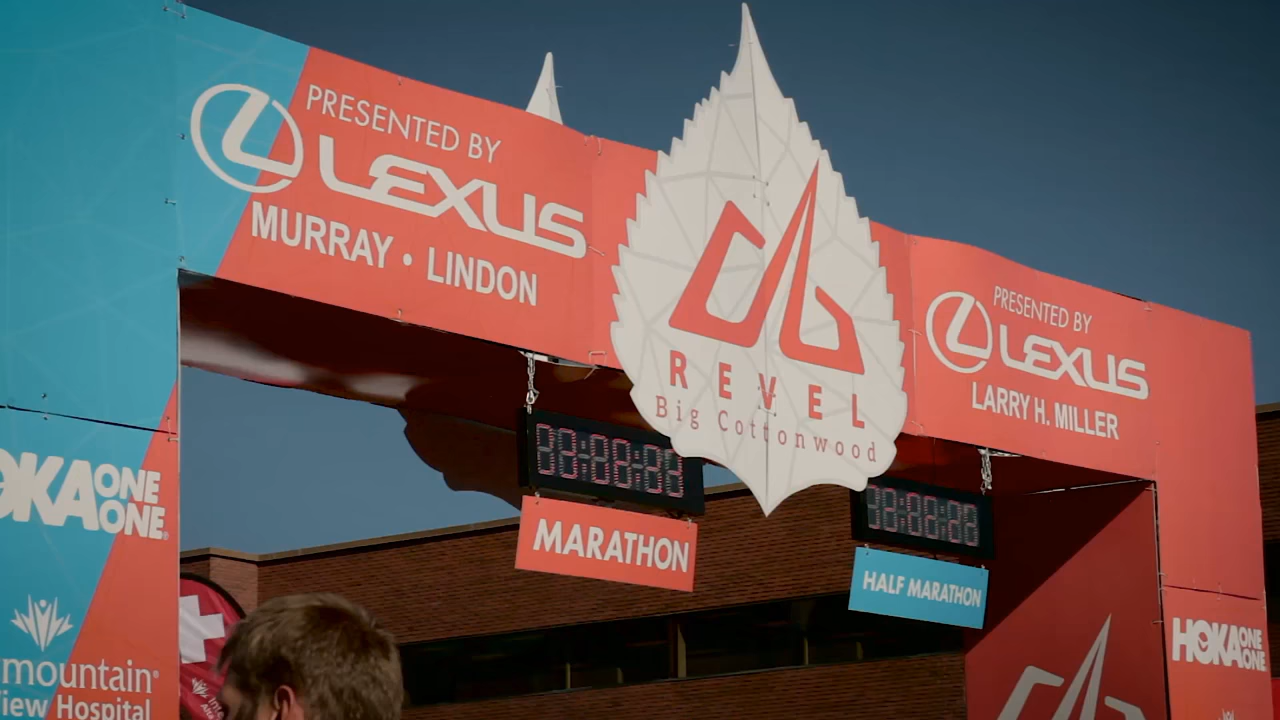 PRESENTED BY
LEXUS
MURRAY • LINDON
REVEL
Big Cottonwood
PRESENTED BY
LEXUS
LARRY H. MILLER
MARATHON
HALF MARATHON
HOKA ONE ONE
mountain
View Hospital
HOKA ONE ONE